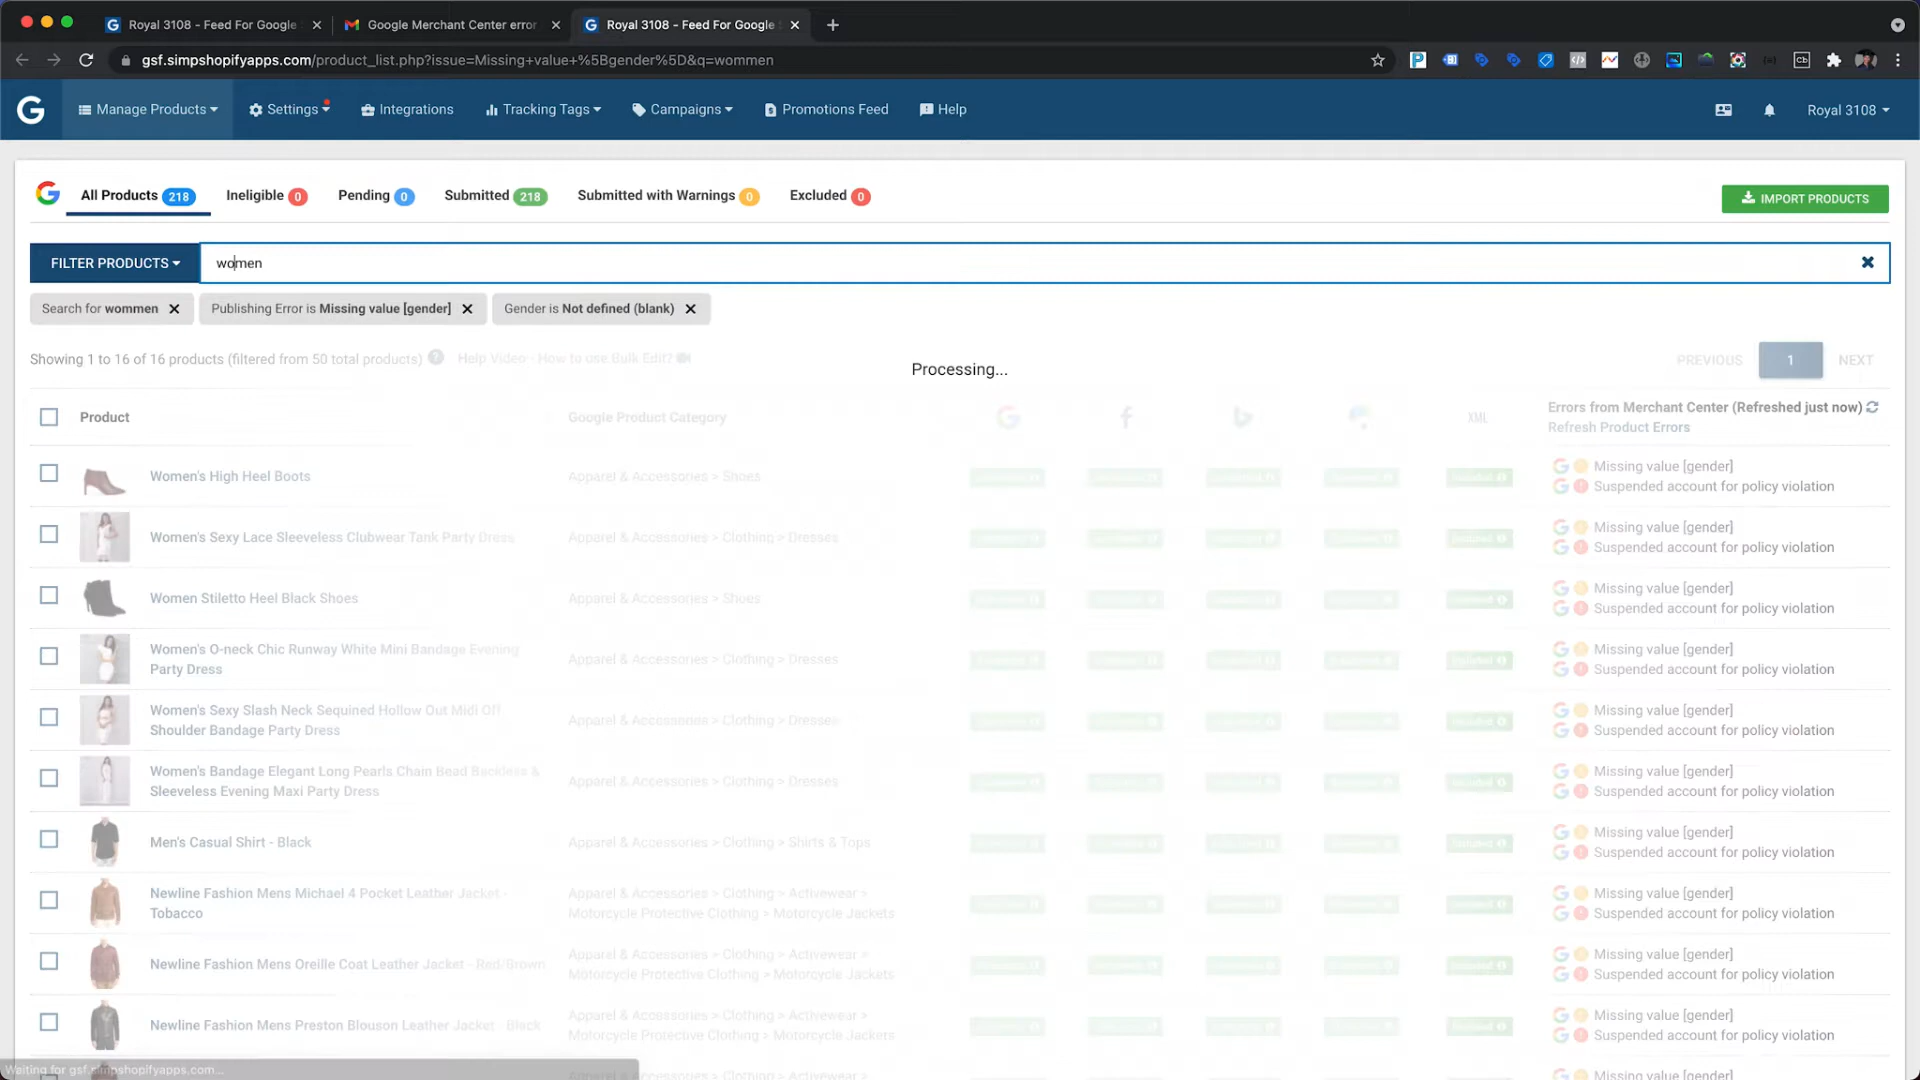 Royal 3108 - Feed For Google
Google Merchant Center error
Royal 3108 - Feed For Google
gsf.simpshopifyapps.com/product_list.php?issue=Missing+value+%5Bgender%5D&q=wommen
Manage Products
Settings
Integrations
Tracking Tags
Campaigns
Promotions Feed
Help
Royal 3108
All Products 218
Ineligible 0
Pending 0
Submitted 218
Submitted with Warnings 0
Excluded 0
IMPORT PRODUCTS
FILTER PRODUCTS
women
Search for wommen
Publishing Error is Missing value [gender]
Gender is Not defined (blank)
Showing 1 to 16 of 16 products (filtered from 50 total products)
Help Video - How to use Bulk Edit?
Processing...
PREVIOUS 1 NEXT
Product
Google Product Category
XML
Errors from Merchant Center (Refreshed just now)
Refresh Product Errors
Women's High Heel Boots
Apparel & Accessories > Shoes
Missing value [gender]
Suspended account for policy violation
Women's Sexy Lace Sleeveless Clubwear Tank Party Dress
Apparel & Accessories > Clothing > Dresses
Missing value [gender]
Suspended account for policy violation
Women Stiletto Heel Black Shoes
Apparel & Accessories > Shoes
Missing value [gender]
Suspended account for policy violation
Women's O-neck Chic Runway White Mini Bandage Evening
Party Dress
Apparel & Accessories > Clothing > Dresses
Missing value [gender]
Suspended account for policy violation
Women's Sexy Slash Neck Sequined Hollow Out Midi Off
Shoulder Bandage Party Dress
Apparel & Accessories > Clothing > Dresses
Missing value [gender]
Suspended account for policy violation
Women's Bandage Elegant Long Pearls Chain Bead Backless &
Sleeveless Evening Maxi Party Dress
Apparel & Accessories > Clothing > Dresses
Missing value [gender]
Suspended account for policy violation
Men's Casual Shirt - Black
Apparel & Accessories > Clothing > Shirts & Tops
Missing value [gender]
Suspended account for policy violation
Newline Fashion Mens Michael 4 Pocket Leather Jacket -
Tobacco
Apparel & Accessories > Clothing > Activewear >
Motorcycle Protective Clothing > Motorcycle Jackets
Missing value [gender]
Suspended account for policy violation
Newline Fashion Mens Oreille Coat Leather Jacket - Red/Brown
Apparel & Accessories > Clothing > Activewear >
Motorcycle Protective Clothing > Motorcycle Jackets
Missing value [gender]
Suspended account for policy violation
Newline Fashion Mens Preston Blouson Leather Jacket - Black
Apparel & Accessories > Clothing > Activewear >
Motorcycle Protective Clothing > Motorcycle Jackets
Missing value [gender]
Suspended account for policy violation
Apparel & Accessories > Clothing > Activewear >
Missing value [gender]
Waiting for gsf.simpshopifyapps.com...